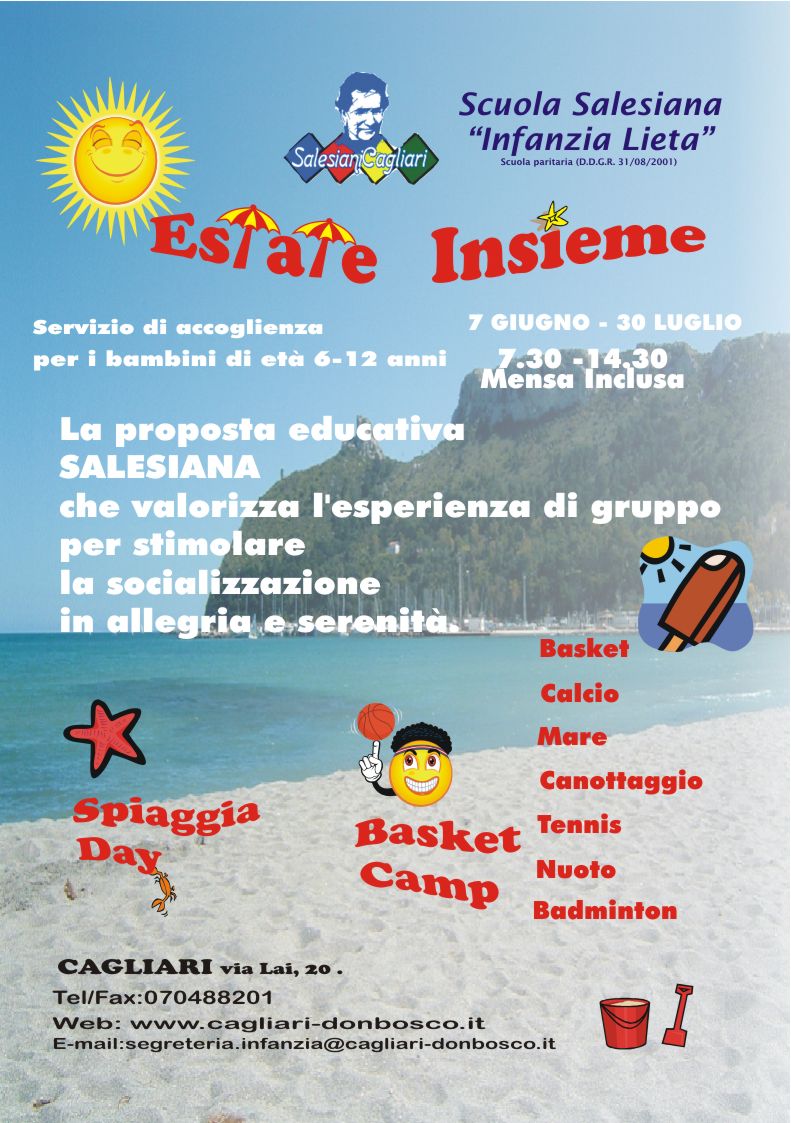 Salesiani Cagliari
Scuola Salesiana
“Infanzia Lieta”
Scuola paritaria (D.D.G.R. 31/08/2001)
Estate Insieme
Servizio di accoglienza
per i bambini di età 6-12 anni
7 GIUGNO - 30 LUGLIO
7.30 -14.30
Mensa Inclusa
La proposta educativa
SALESIANA
che valorizza l'esperienza di gruppo
per stimolare
la socializzazione
in allegria e serenità.
Basket
Calcio
Mare
Canottaggio
Tennis
Nuoto
Badminton
Spiaggia
Day
Basket
Camp
CAGLIARI via Lai, 20 .
Tel/Fax:070488201
Web: www.cagliari-donbosco.it
E-mail:segreteria.infanzia@cagliari-donbosco.it